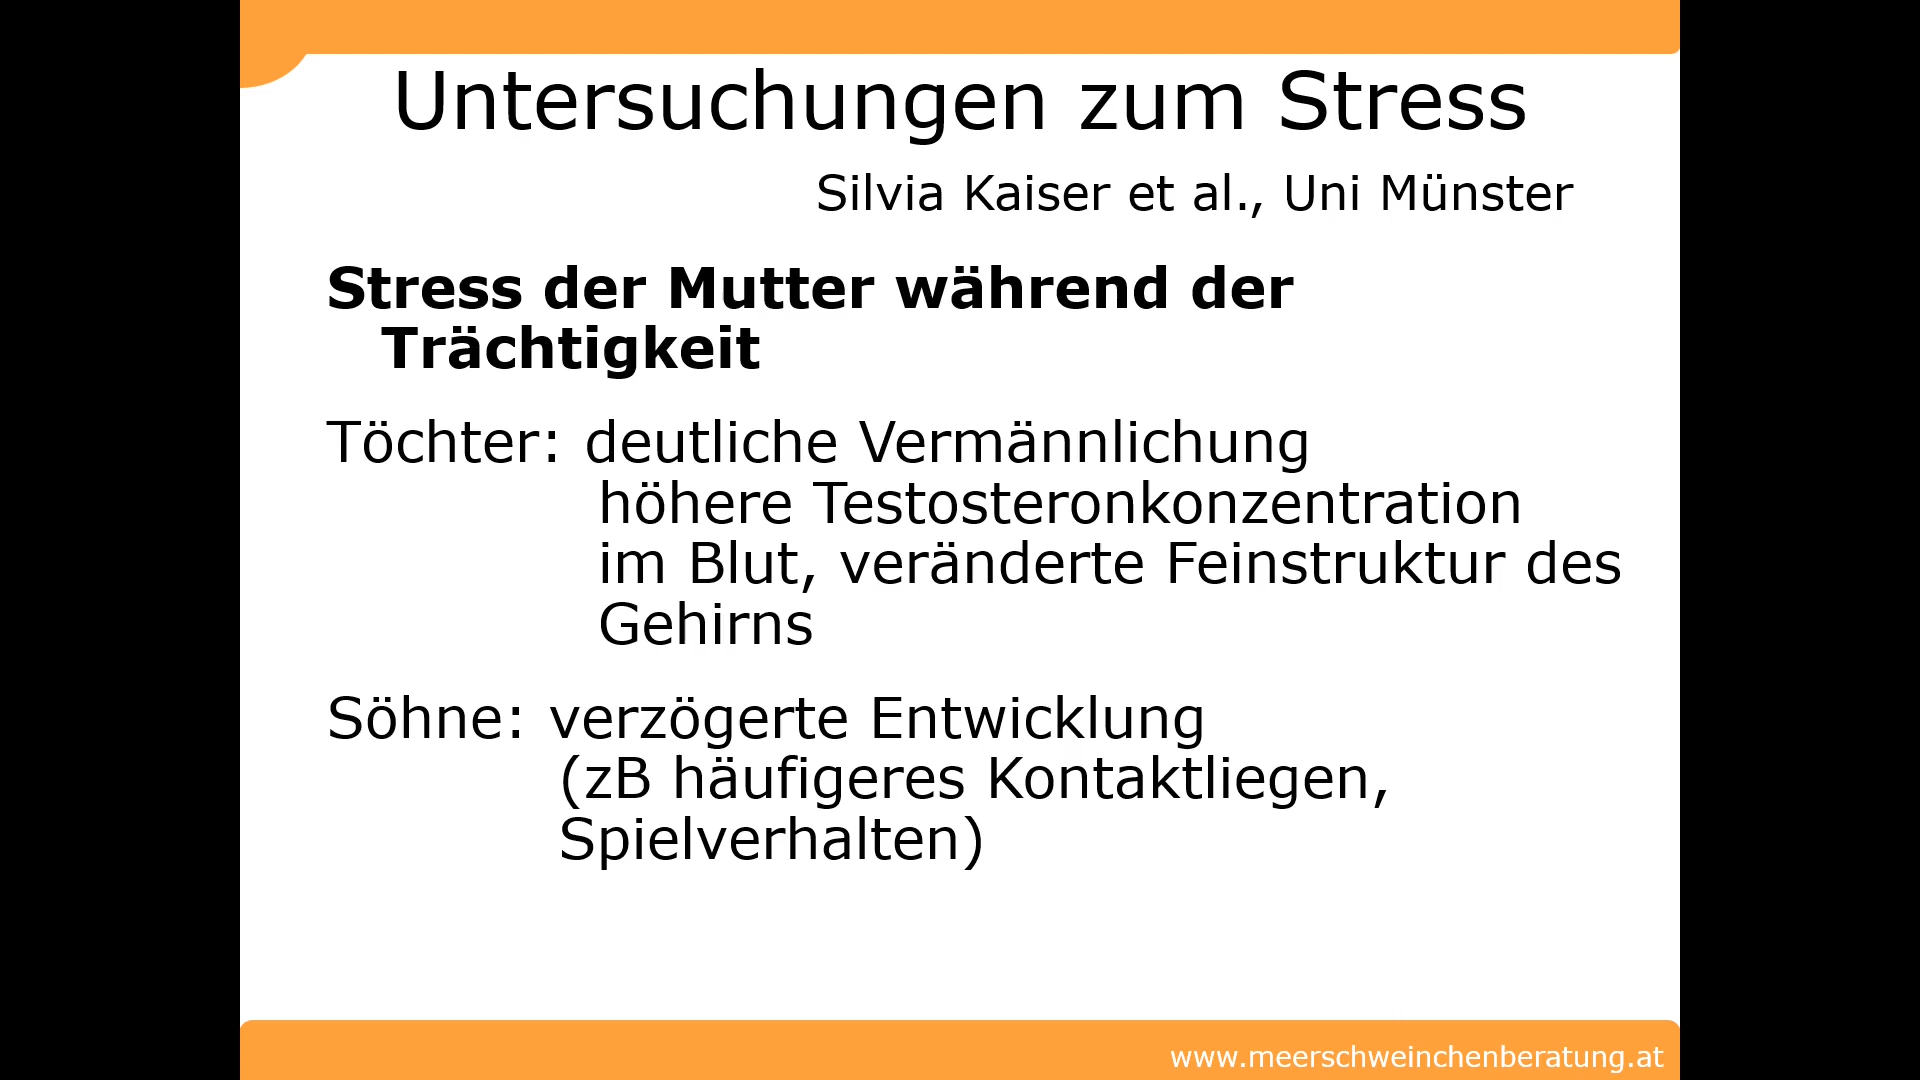 Untersuchungen zum Stress
Silvia Kaiser et al., Uni Münster
Stress der Mutter während der
Trächtigkeit
Töchter: deutliche Vermännlichung
höhere Testosteronkonzentration
im Blut, veränderte Feinstruktur des
Gehirns
Söhne: verzögerte Entwicklung
(zB häufigeres Kontaktliegen,
Spielverhalten)
www.meerschweinchenberatung.at